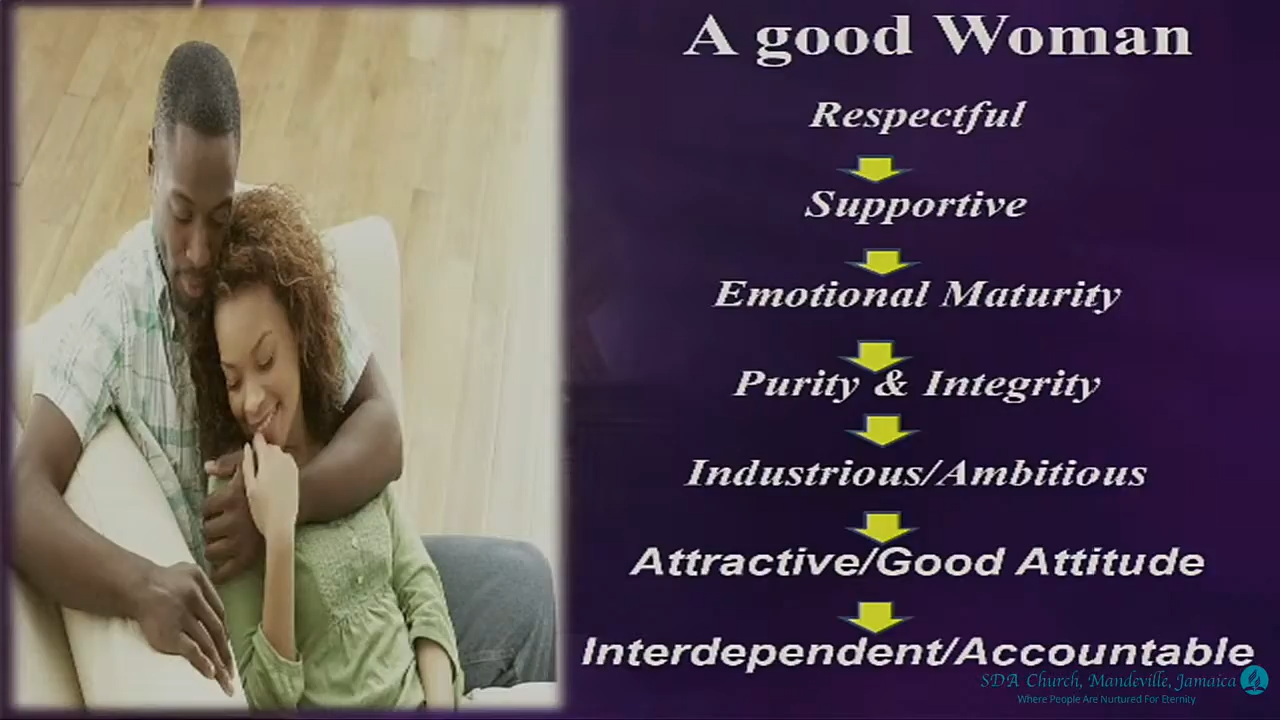 A good Woman
Respectful
Supportive
Emotional Maturity
Purity & Integrity
Industrious/Ambitious
Attractive/Good Attitude
Interdependent/Accountable
SDA Church, Mandeville, Jamaica
Where People Are Nurtured For Eternity